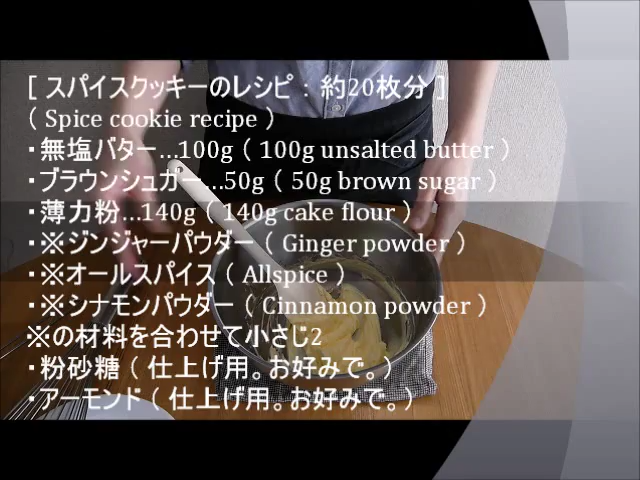 [ スパイスクッキーのレシピ : 約20枚分 ]
( Spice cookie recipe )
・無塩バター…100g ( 100g unsalted butter )
・ブラウンシュガー…50g ( 50g brown sugar )
・薄力粉…140g ( 140g cake flour )
・※ジンジャーパウダー ( Ginger powder )
・※オールスパイス ( Allspice )
・※シナモンパウダー ( Cinnamon powder )
※の材料を合わせて小さじ2
・粉砂糖 ( 仕上げ用。お好みで。)
・アーモンド ( 仕上げ用。お好みで。)